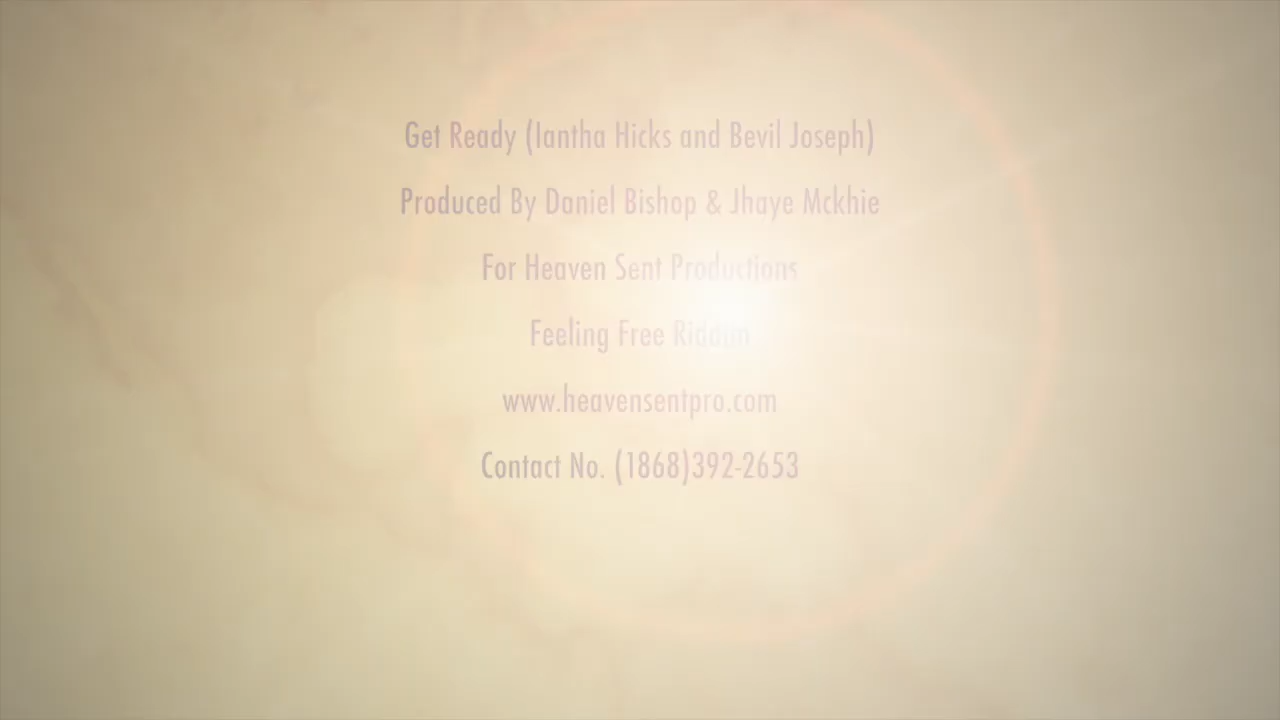 Get Ready (Iantha Hicks and Bevil Joseph)
Produced By Daniel Bishop & Jhaye Mckhie
For Heaven Sent Productions
Feeling Free Riddim
www.heavensentpro.com
Contact No. (1868)392-2653